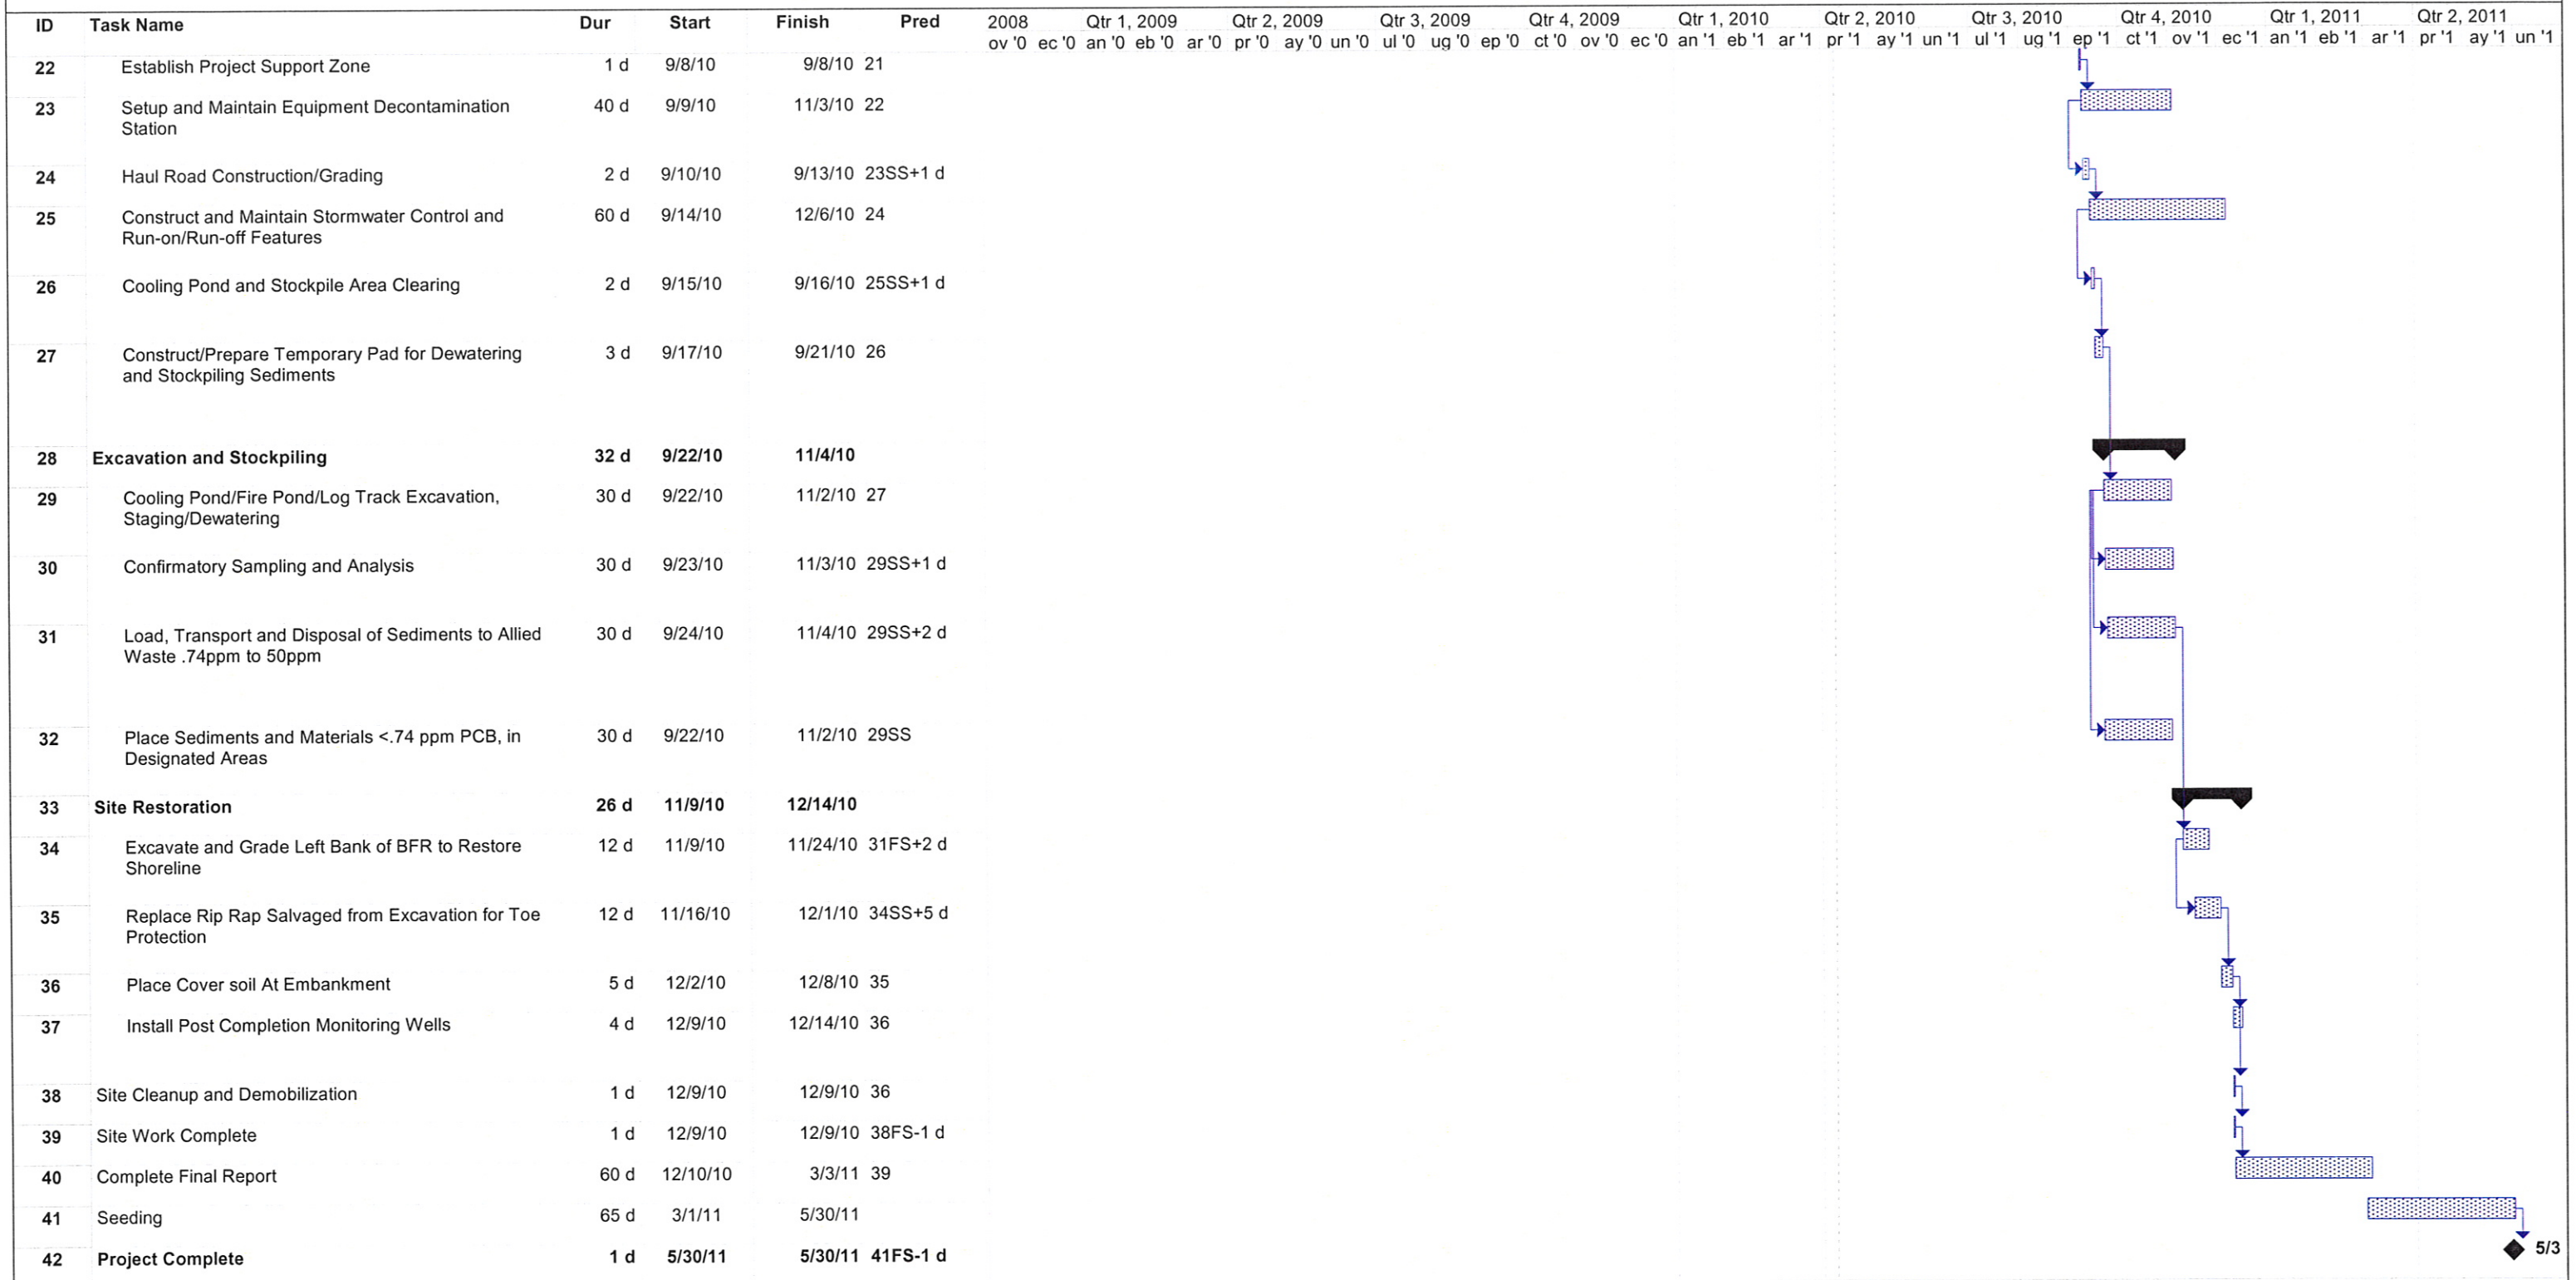 ID Task Name Dur Start Finish Pred 2008 Qtr 1, 2009 Qtr 2, 2009 Qtr 3, 2009 Qtr 4, 2009 Qtr 1, 2010 Qtr 2, 2010 Qtr 3, 2010 Qtr 4, 2010 Qtr 1, 2011 Qtr 2, 2011
ov '0 ec '0 an '0 eb '0 ar '0 pr '0 ay '0 un '0 ul '0 ug '0 ep '0 ct '0 ov '0 ec '0 an '1 eb '1 ar '1 pr '1 ay '1 un '1 ul '1 ug '1 ep '1 ct '1 ov '1 ec '1 an '1 eb '1 ar '1 pr '1 ay '1 un '1
22 Establish Project Support Zone 1 d 9/8/10 9/8/10 21
23 Setup and Maintain Equipment Decontamination 40 d 9/9/10 11/3/10 22
Station
24 Haul Road Construction/Grading 2 d 9/10/10 9/13/10 23SS+1 d
25 Construct and Maintain Stormwater Control and 60 d 9/14/10 12/6/10 24
Run-on/Run-off Features
26 Cooling Pond and Stockpile Area Clearing 2 d 9/15/10 9/16/10 25SS+1 d
27 Construct/Prepare Temporary Pad for Dewatering 3 d 9/17/10 9/21/10 26
and Stockpiling Sediments
28 Excavation and Stockpiling 32 d 9/22/10 11/4/10
29 Cooling Pond/Fire Pond/Log Track Excavation, 30 d 9/22/10 11/2/10 27
Staging/Dewatering
30 Confirmatory Sampling and Analysis 30 d 9/23/10 11/3/10 29SS+1 d
31 Load, Transport and Disposal of Sediments to Allied 30 d 9/24/10 11/4/10 29SS+2 d
Waste .74ppm to 50ppm
32 Place Sediments and Materials <.74 ppm PCB, in 30 d 9/22/10 11/2/10 29SS
Designated Areas
33 Site Restoration 26 d 11/9/10 12/14/10
34 Excavate and Grade Left Bank of BFR to Restore 12 d 11/9/10 11/24/10 31FS+2 d
Shoreline
35 Replace Rip Rap Salvaged from Excavation for Toe 12 d 11/16/10 12/1/10 34SS+5 d
Protection
36 Place Cover soil At Embankment 5 d 12/2/10 12/8/10 35
37 Install Post Completion Monitoring Wells 4 d 12/9/10 12/14/10 36
38 Site Cleanup and Demobilization 1 d 12/9/10 12/9/10 36
39 Site Work Complete 1 d 12/9/10 12/9/10 38FS-1 d
40 Complete Final Report 60 d 12/10/10 3/3/11 39
41 Seeding 65 d 3/1/11 5/30/11
42 Project Complete 1 d 5/30/11 5/30/11 41FS-1 d 5/3